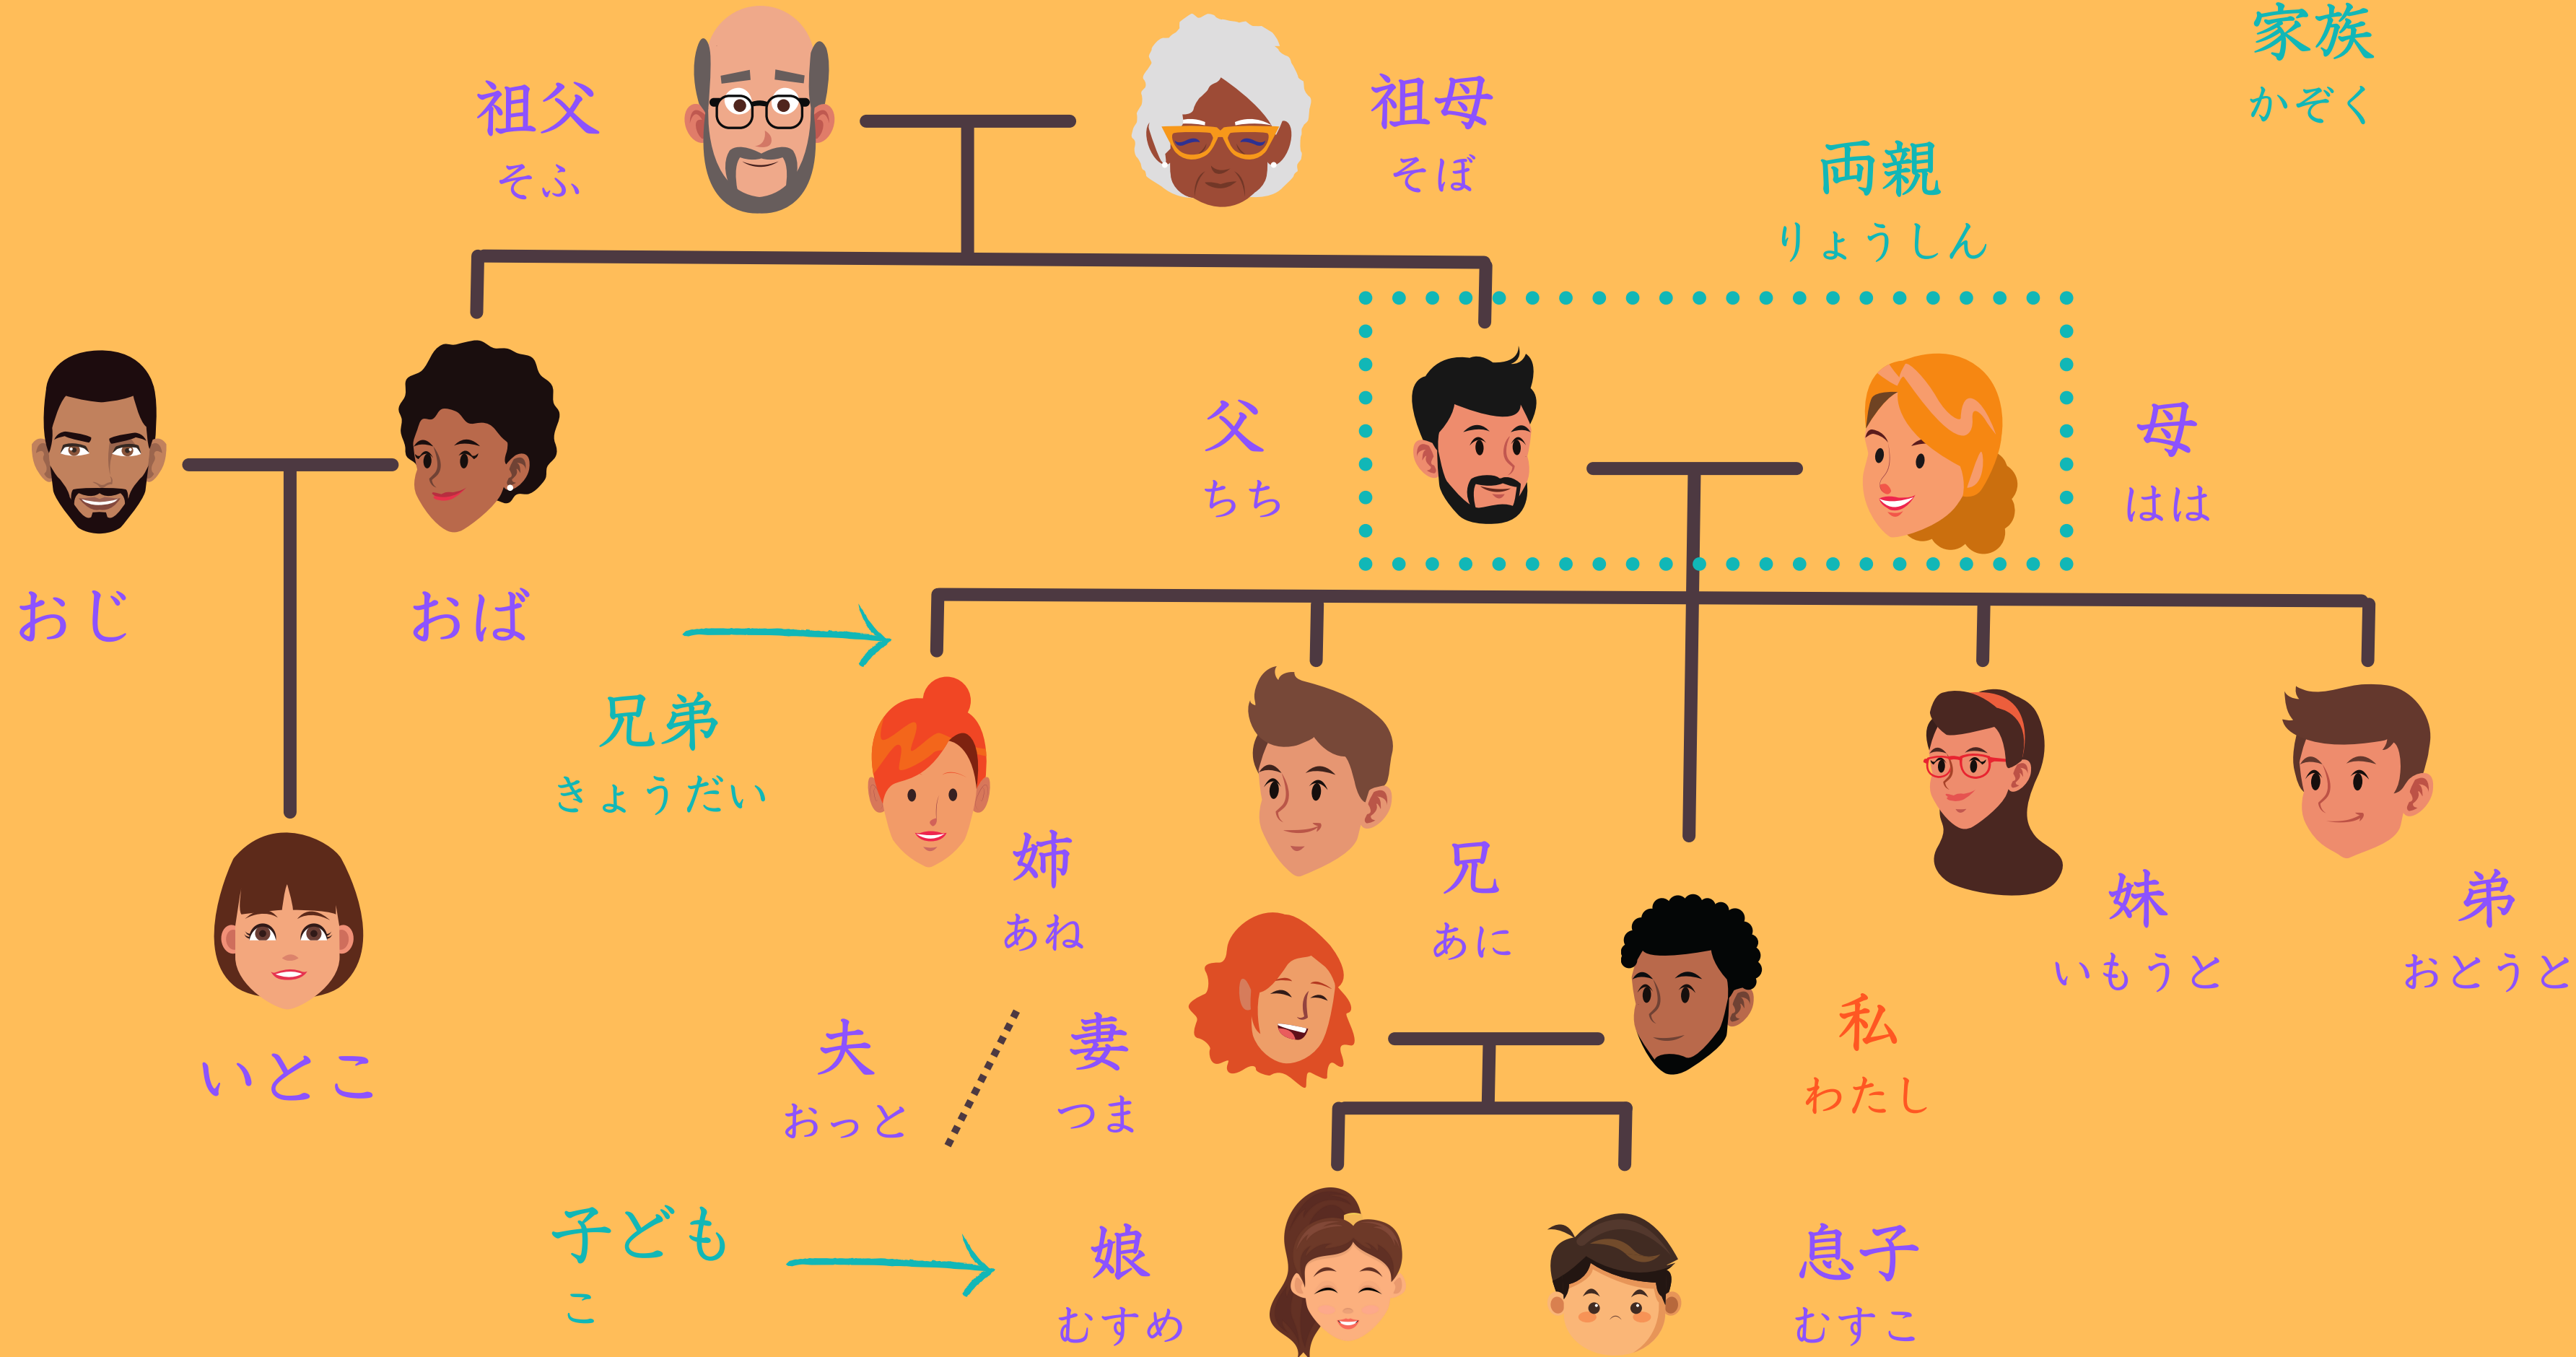 家族
かぞく
祖父
そふ
祖母
そぼ
両親
りょうしん
父
ちち
母
はは
おじ
おば
兄弟
きょうだい
姉
あね
兄
あに
妹
いもうと
弟
おとうと
私
わたし
いとこ
夫
おっと
妻
つま
子ども
こ
娘
むすめ
息子
むすこ